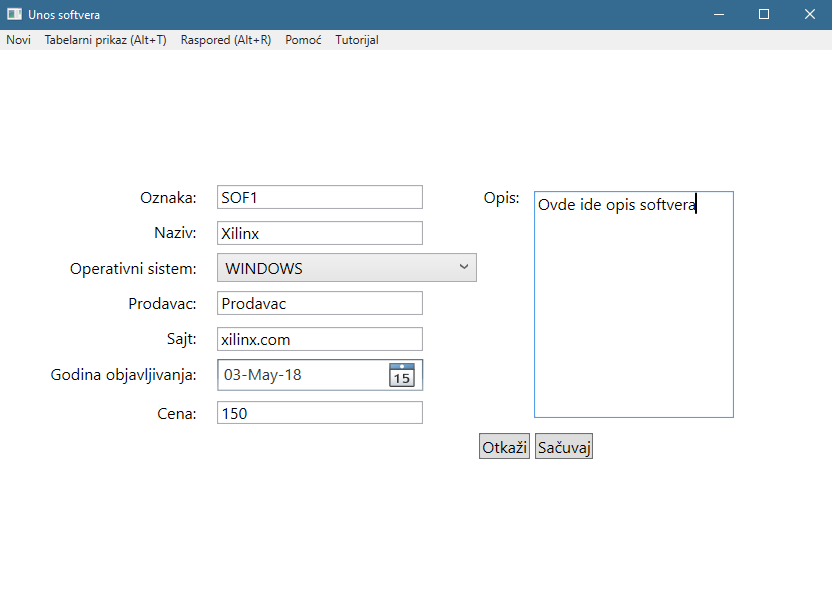 Unos softvera
Novi Tabelarni prikaz (Alt+T) Raspored (Alt+R) Pomoć Tutorijal
Oznaka: SOF1
Naziv: Xilinx
Operativni sistem: WINDOWS
Prodavac: Prodavac
Sajt: xilinx.com
Godina objavljivanja: 03-May-18 15
Cena: 150
Opis: Ovde ide opis softvera
Otkaži Sačuvaj